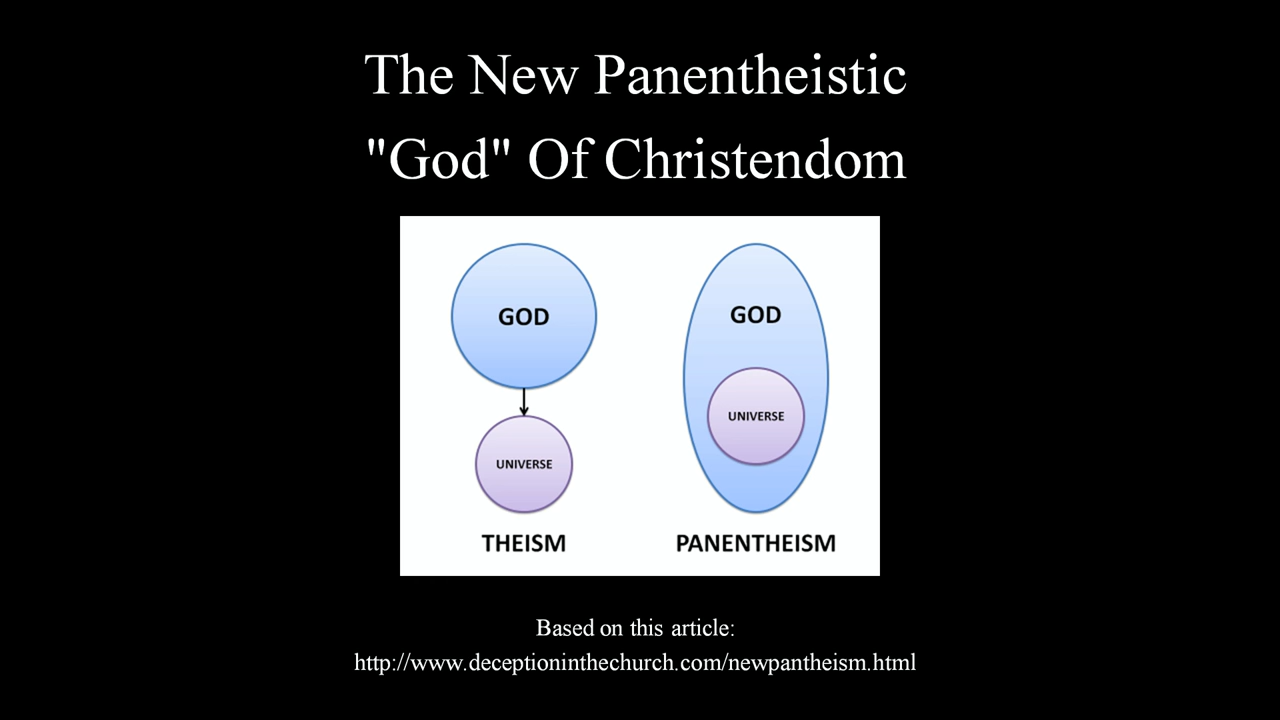 The New Panentheistic
"God" Of Christendom
GOD
UNIVERSE
THEISM
GOD
UNIVERSE
PANENTHEISM
Based on this article:
http://www.deceptioninthechurch.com/newpantheism.html